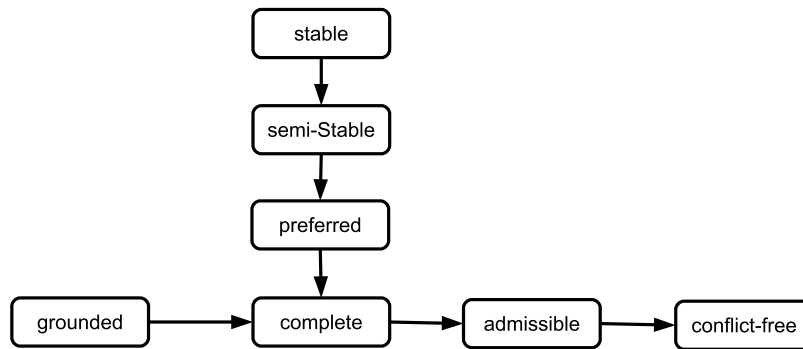 stable
semi-Stable
preferred
grounded
complete
admissible
conflict-free